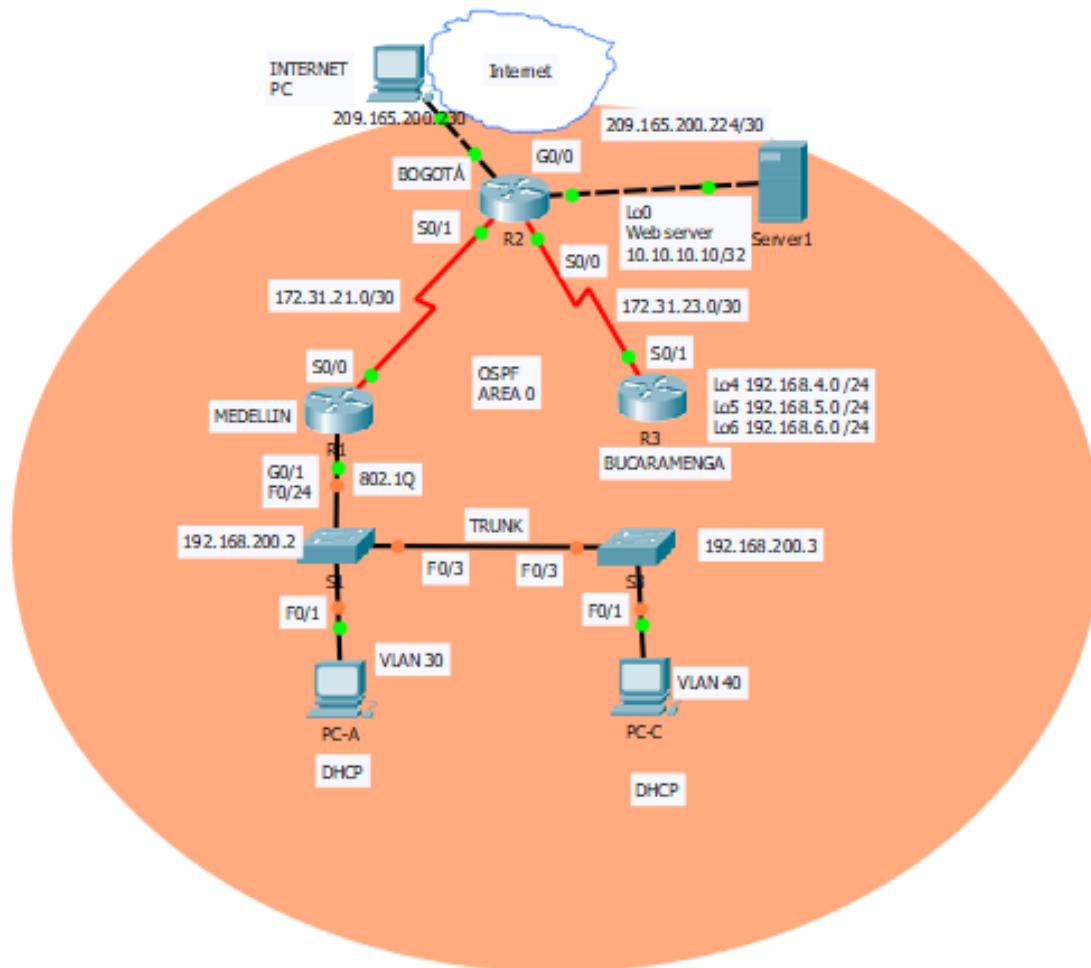 INTERNET
PC
Internet
209.165.200.230
209.165.200.224/30
G0/0
BOGOTÁ
Lo0
Web server
10.10.10.10/32
Server1
S0/1
R2
S0/0
172.31.21.0/30
172.31.23.0/30
S0/0
S0/1
OSPF
AREA 0
Lo4 192.168.4.0 /24
Lo5 192.168.5.0 /24
Lo6 192.168.6.0 /24
MEDELLIN
R1
R3
BUCARAMENGA
G0/1
F0/24
802.1Q
TRUNK
192.168.200.2
192.168.200.3
F0/3
F0/3
S1
S3
F0/1
F0/1
VLAN 30
VLAN 40
PC-A
PC-C
DHCP
DHCP